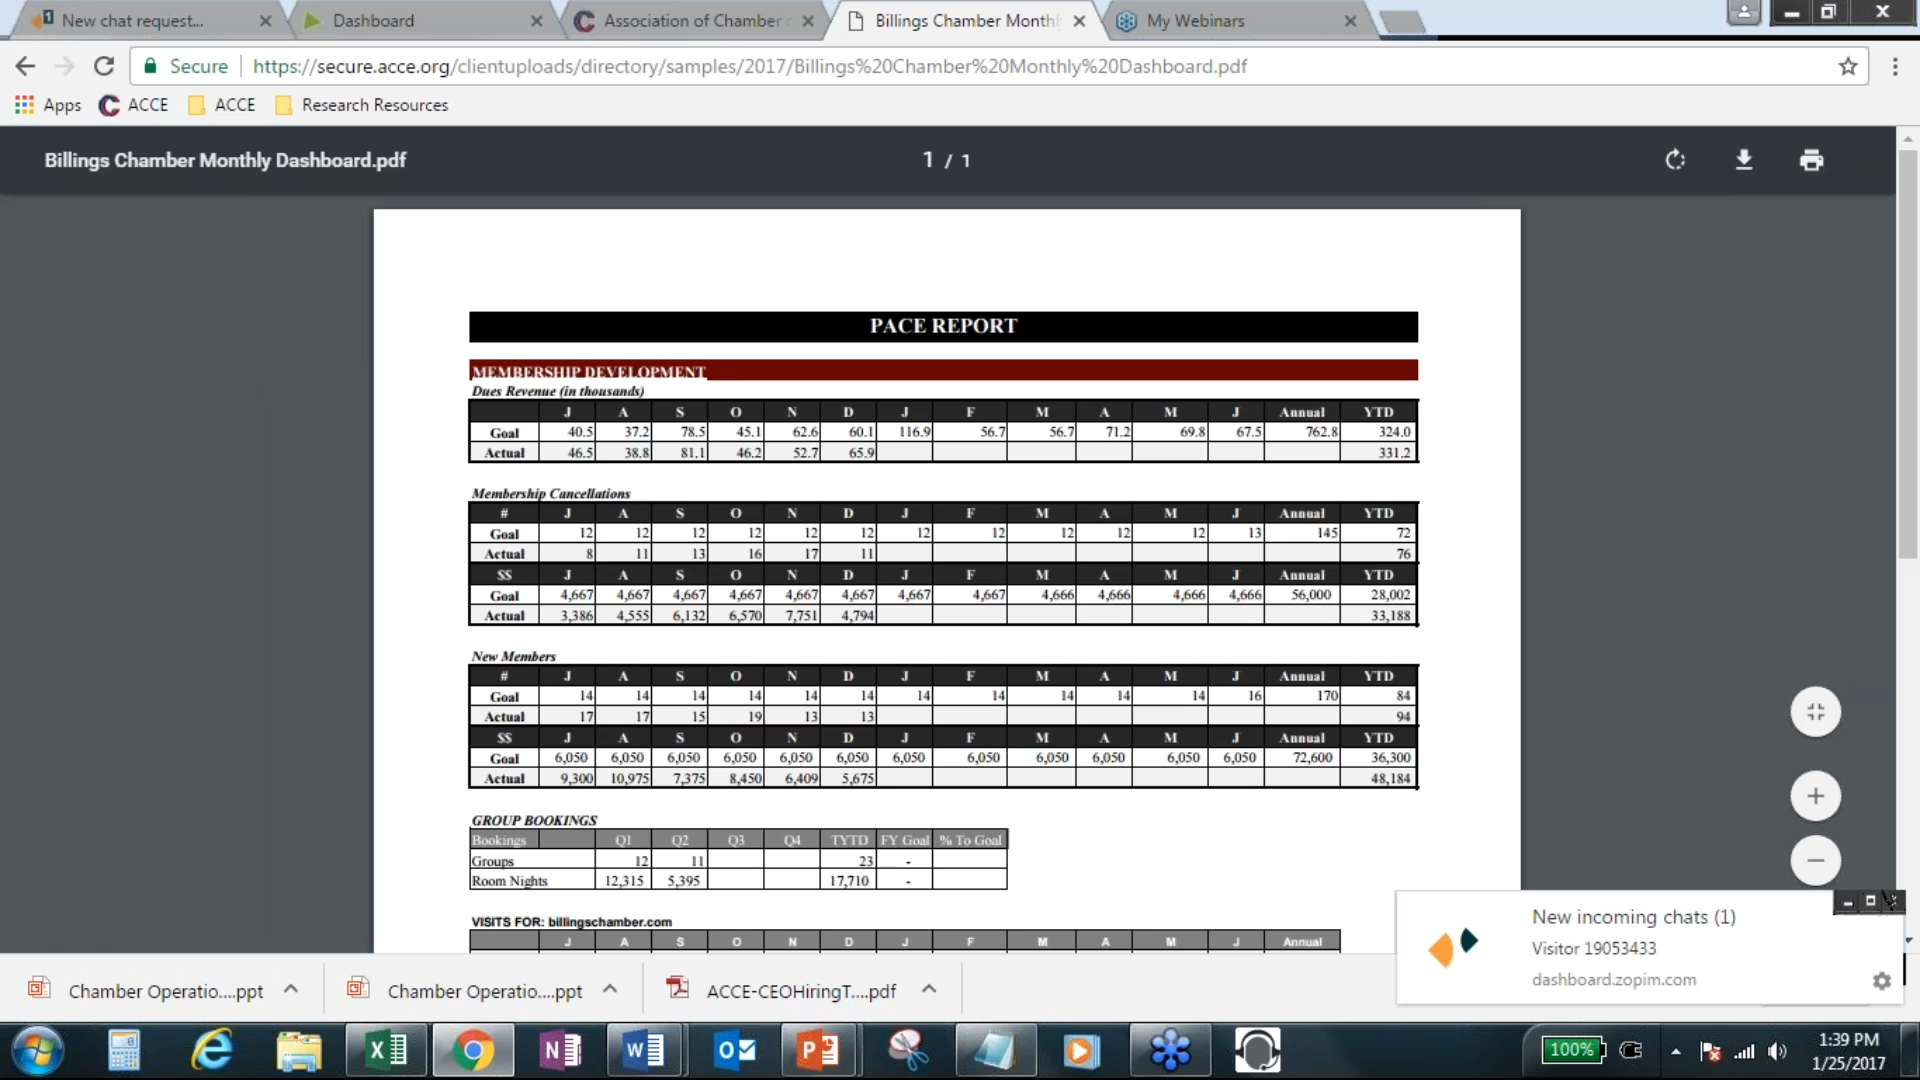 New chat request...
Dashboard
Association of Chamber
Billings Chamber Month
My Webinars
Secure
https://secure.acce.org/clientuploads/directory/samples/2017/Billings%20Chamber%20Monthly%20Dashboard.pdf
Apps ACCE ACCE Research Resources
Billings Chamber Monthly Dashboard.pdf
1 / 1
PACE REPORT
MEMBERSHIP DEVELOPMENT
Dues Revenue (in thousands)
J A S O N D J F M A M J Annual YTD
Goal 40.5 37.2 78.5 45.1 62.6 60.1 116.9 56.7 56.7 71.2 69.8 67.5 762.8 324.0
Actual 46.5 38.8 81.1 46.2 52.7 65.9 331.2
Membership Cancellations
# J A S O N D J F M A M J Annual YTD
Goal 12 12 12 12 12 12 12 12 12 12 12 13 145 72
Actual 8 11 13 16 17 11 76
$$ J A S O N D J F M A M J Annual YTD
Goal 4,667 4,667 4,667 4,667 4,667 4,667 4,667 4,667 4,666 4,666 4,666 4,666 56,000 28,002
Actual 3,386 4,555 6,132 6,570 7,751 4,794 33,188
New Members
# J A S O N D J F M A M J Annual YTD
Goal 14 14 14 14 14 14 14 14 14 14 14 16 170 84
Actual 17 17 15 19 13 13 94
$$ J A S O N D J F M A M J Annual YTD
Goal 6,050 6,050 6,050 6,050 6,050 6,050 6,050 6,050 6,050 6,050 6,050 6,050 72,600 36,300
Actual 9,300 10,975 7,375 8,450 6,409 5,675 48,184
GROUP BOOKINGS
Bookings Q1 Q2 Q3 Q4 TYTD FY Goal % To Goal
Groups 12 11 23 -
Room Nights 12,315 5,395 17,710 -
VISITS FOR: billingschamber.com
J A S O N D J F M A M J Annual
New incoming chats (1)
Visitor 19053433
dashboard.zopim.com
Chamber Operatio....ppt
Chamber Operatio....ppt
ACCE-CEOHiringT....pdf
100%
1:39 PM
1/25/2017